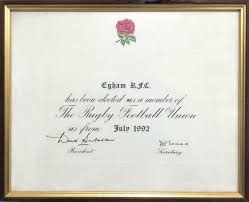 Egham R.F.C.
has been elected as a member of
The Rugby Football Union
as from July 1992
President Secretary